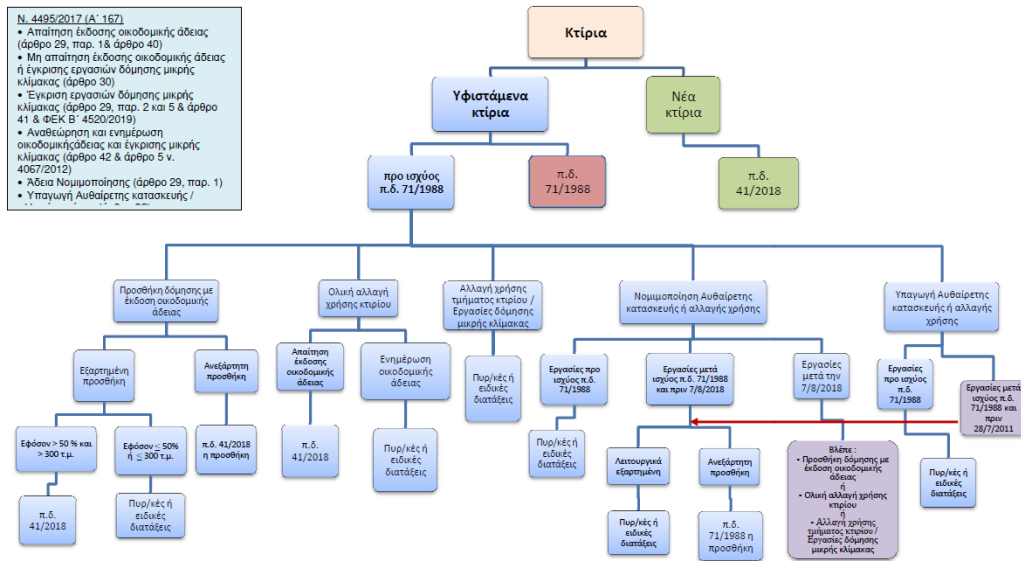 Ν. 4495/2017 (Α΄ 167)
• Απαίτηση έκδοσης οικοδομικής άδειας
(άρθρο 29, παρ. 1& άρθρο 40)
• Μη απαίτηση έκδοσης οικοδομικής άδειας
ή έγκρισης εργασιών δόμησης μικρής
κλίμακας (άρθρο 30)
• Έγκριση εργασιών δόμησης μικρής
κλίμακας (άρθρο 29, παρ. 2 και 5 & άρθρο
41 & ΦΕΚ Β΄ 4520/2019)
• Αναθεώρηση και ενημέρωση
οικοδομικήςάδειας και έγκρισης μικρής
κλίμακας (άρθρο 42 & άρθρο 5 ν.
4067/2012)
• Άδεια Νομιμοποίησης (άρθρο 29, παρ. 1)
• Υπαγωγή Αυθαίρετης κατασκευής /
Κτίρια
Υφιστάμενα
κτίρια
Νέα
κτίρια
προ ισχύος
π.δ. 71/1988
π.δ.
71/1988
π.δ.
41/2018
Προσθήκη δόμησης με
έκδοση οικοδομικής
άδειας
Ολική αλλαγή
χρήσης κτιρίου
Αλλαγή χρήσης
τμήματος κτιρίου /
Εργασίες δόμησης
μικρής κλίμακας
Νομιμοποίηση Αυθαίρετης
κατασκευής ή αλλαγής χρήσης
Υπαγωγή Αυθαίρετης
κατασκευής ή αλλαγής
χρήσης
Εξαρτημένη
προσθήκη
Ανεξάρτητη
προσθήκη
Απαίτηση
έκδοσης
οικοδομικής
άδειας
Ενημέρωση
οικοδομικής
άδειας
Πυρ/κές ή
ειδικές
διατάξεις
Εργασίες προ
ισχύος π.δ.
71/1988
Εργασίες μετά
ισχύος π.δ. 71/1988
και πριν 7/8/2018
Εργασίες
μετά την
7/8/2018
Εργασίες
προ ισχύος
π.δ.
71/1988
Εργασίες μετά
ισχύος π.δ.
71/1988 και
πριν
28/7/2011
Εφόσον > 50 % και
> 300 τ.μ.
Εφόσον ≤ 50%
ή ≤ 300 τ.μ.
π.δ. 41/2018
η προσθήκη
π.δ.
41/2018
Πυρ/κές ή
ειδικές
διατάξεις
Πυρ/κές ή
ειδικές
διατάξεις
Λειτουργικά
εξαρτημένη
Ανεξάρτητη
προσθήκη
Βλέπε :
• Προσθήκη δόμησης με
έκδοση οικοδομικής
άδειας
ή
• Ολική αλλαγή χρήσης
κτιρίου
ή
• Αλλαγή χρήσης
τμήματος κτιρίου /
Εργασίες δόμησης
μικρής κλίμακας
Πυρ/κές ή
ειδικές
διατάξεις
π.δ.
41/2018
Πυρ/κές ή
ειδικές
διατάξεις
Πυρ/κές ή
ειδικές
διατάξεις
π.δ.
71/1988 η
προσθήκη